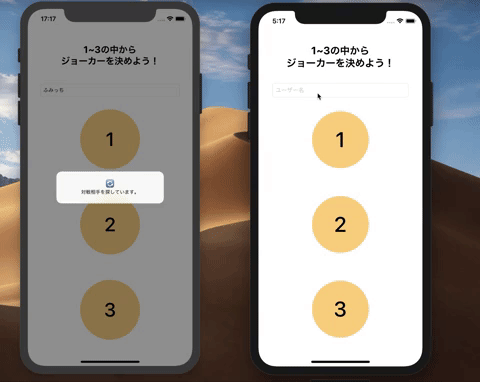 17:17
1~3の中から
ジョーカーを決めよう！
ふみっち
1
対戦相手を探しています。
2
3
5:17
1~3の中から
ジョーカーを決めよう！
ユーザー名
1
2
3